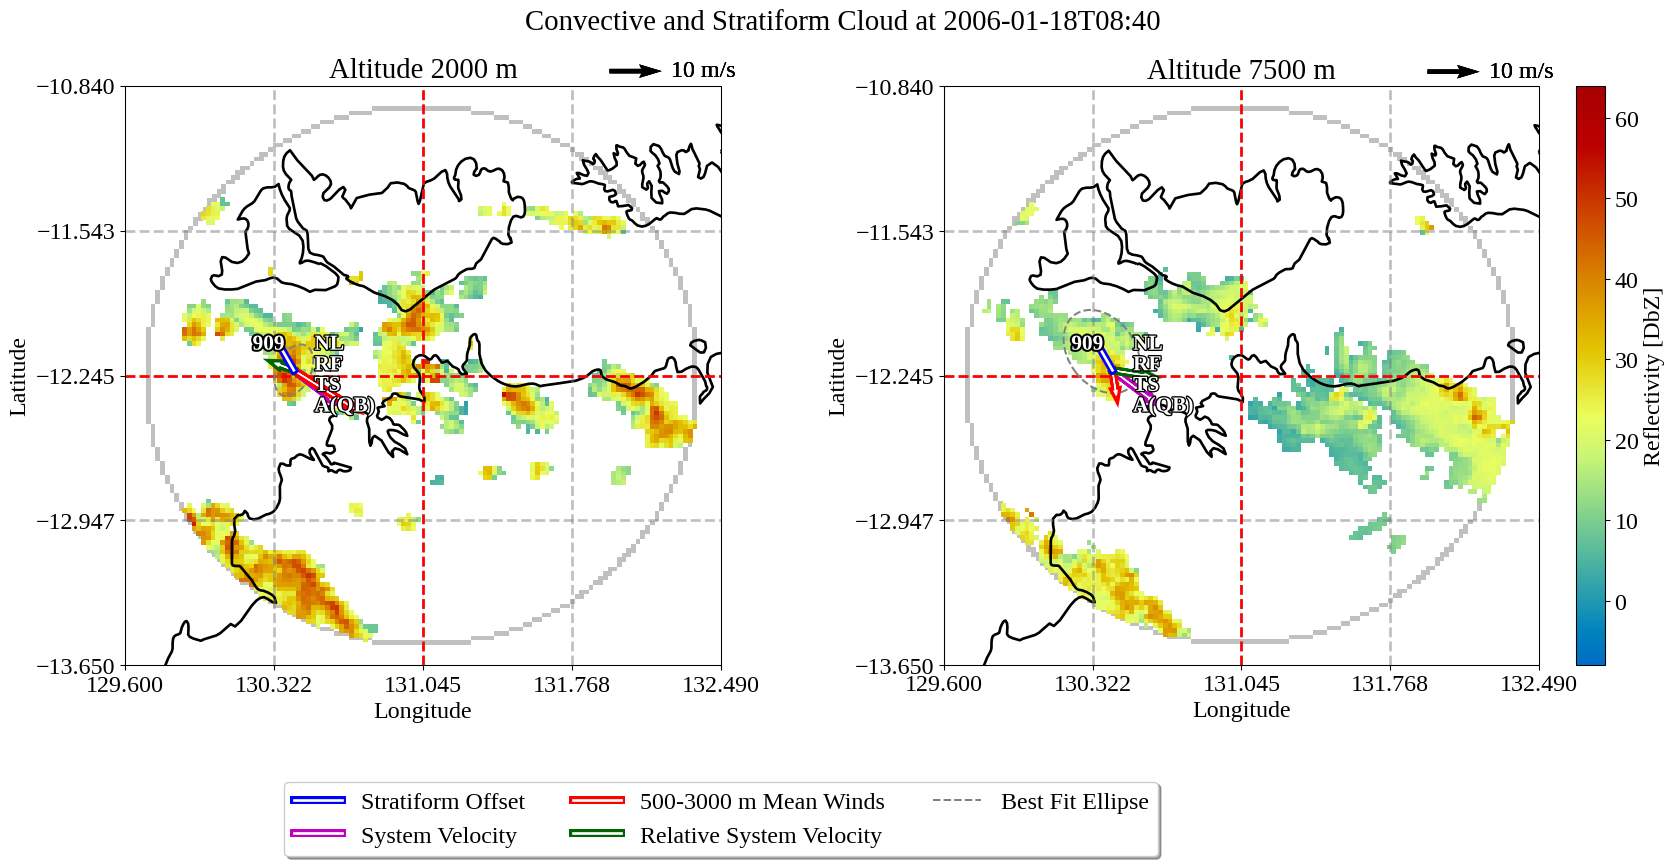 Convective and Stratiform Cloud at 2006-01-18T08:40
Altitude 2000 m
10 m/s
−10.840
−11.543
−12.245
−12.947
−13.650
129.600
130.322
131.045
131.768
132.490
Latitude
Longitude
909
NL
RF
TS
A(QB)
Altitude 7500 m
10 m/s
−10.840
−11.543
−12.245
−12.947
−13.650
129.600
130.322
131.045
131.768
132.490
Latitude
Longitude
909
NL
RF
TS
A(QB)
60
50
40
30
20
10
0
Reflectivity [DbZ]
Stratiform Offset
System Velocity
500-3000 m Mean Winds
Relative System Velocity
Best Fit Ellipse